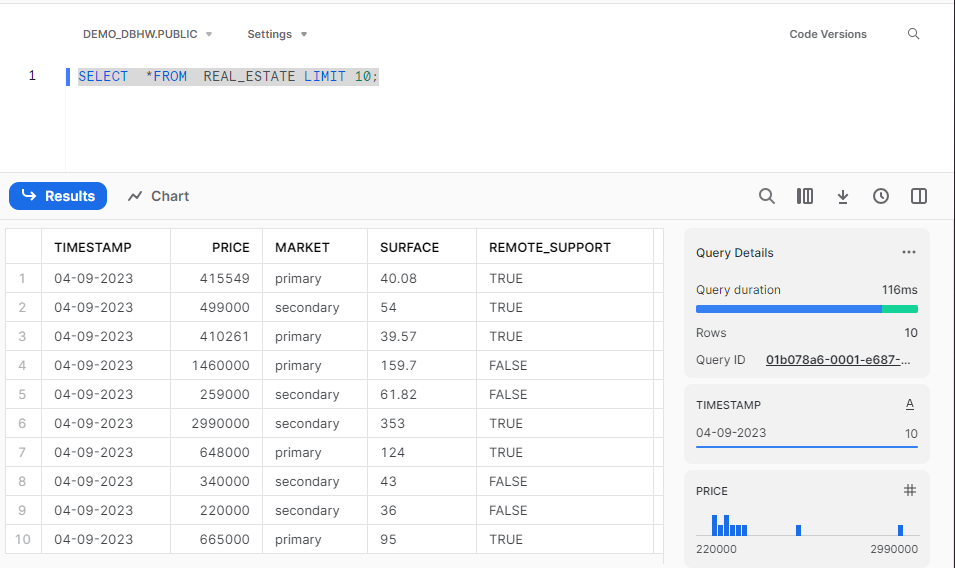 DEMO_DBHW.PUBLIC Settings Code Versions
1 SELECT *FROM REAL_ESTATE LIMIT 10;
Results Chart
TIMESTAMP PRICE MARKET SURFACE REMOTE_SUPPORT
1 04-09-2023 415549 primary 40.08 TRUE
2 04-09-2023 499000 secondary 54 TRUE
3 04-09-2023 410261 primary 39.57 TRUE
4 04-09-2023 1460000 primary 159.7 FALSE
5 04-09-2023 259000 secondary 61.82 FALSE
6 04-09-2023 2990000 secondary 353 TRUE
7 04-09-2023 648000 primary 124 TRUE
8 04-09-2023 340000 secondary 43 FALSE
9 04-09-2023 220000 secondary 36 FALSE
10 04-09-2023 665000 primary 95 TRUE
Query Details ...
Query duration 116ms
Rows 10
Query ID 01b078a6-0001-e687-...
TIMESTAMP A
04-09-2023 10
PRICE #
220000 2990000